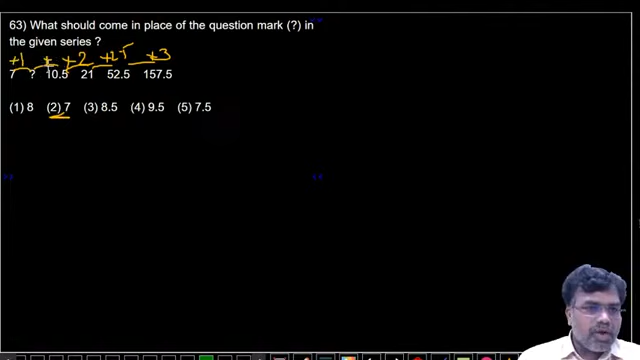 63) What should come in place of the question mark (?) in
the given series ?
×1 × ×2 ×2.5 ×3
7 ? 10.5 21 52.5 157.5
(1) 8 (2) 7 (3) 8.5 (4) 9.5 (5) 7.5